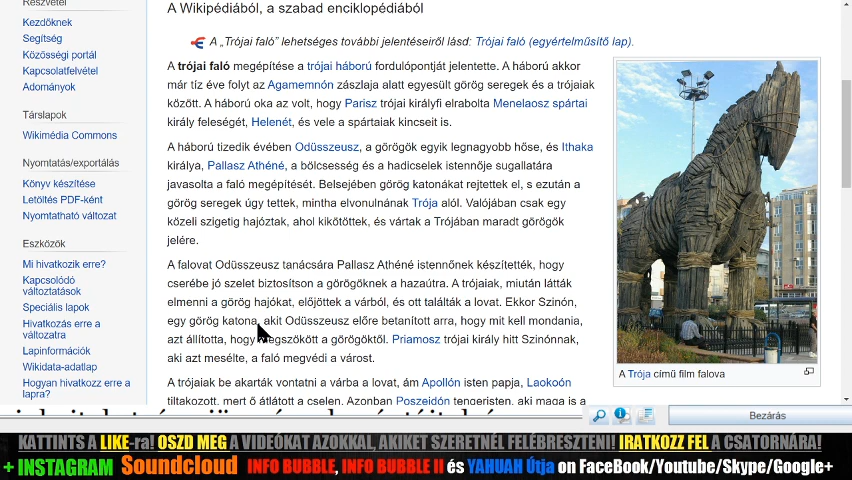 Részvétel
Kezdőknek
Segítség
Közösségi portál
Kapcsolatfelvétel
Adományok
Társlapok
Wikimédia Commons
Nyomtatás/exportálás
Könyv készítése
Letöltés PDF-ként
Nyomtatható változat
Eszközök
Mi hivatkozik erre?
Kapcsolódó
változtatások
Speciális lapok
Hivatkozás erre a
változatra
Lapinformációk
Wikidata-adatlap
Hogyan hivatkozz erre a
lapra?
A Wikipédiából, a szabad enciklopédiából
A „Trójai faló” lehetséges további jelentéseiről lásd: Trójai faló (egyértelműsítő lap).
A trójai faló megépítése a trójai háború fordulópontját jelentette. A háború akkor
már tíz éve folyt az Agamemnón zászlaja alatt egyesült görög seregek és a trójaiak
között. A háború oka az volt, hogy Parisz trójai királyfi elrabolta Menelaosz spártai
király feleségét, Helenét, és vele a spártaiak kincseit is.
A háború tizedik évében Odüsszeusz, a görögök egyik legnagyobb hőse, és Ithaka
királya, Pallasz Athéné, a bölcsesség és a hadicselek istennője sugallatára
javasolta a faló megépítését. Belsejében görög katonákat rejtettek el, s ezután a
görög seregek úgy tettek, mintha elvonulnának Trója alól. Valójában csak egy
közeli szigetig hajóztak, ahol kikötöttek, és vártak a Trójában maradt görögök
jelére.
A falovat Odüsszeusz tanácsára Pallasz Athéné istennőnek készítették, hogy
cserébe jó szelet biztosítson a görögöknek a hazaútra. A trójaiak, miután látták
elmenni a görög hajókat, előjöttek a várból, és ott találták a lovat. Ekkor Szinón,
egy görög katona, akit Odüsszeusz előre betanított arra, hogy mit kell mondania,
azt állította, hogy megszökött a görögöktől. Priamosz trójai király hitt Szinónnak,
aki azt mesélte, a faló megvédi a várost.
A trójaiak be akarták vontatni a várba a lovat, ám Apollón isten papja, Laokoón
tiltakozott, mert ő átlátott a cselen. Azonban Poszeidón tengeristen, aki maga is a
A Trója című film falova
Bezárás
KATTINTS A LIKE-ra! OSZD MEG A VIDEÓKAT AZOKKAL, AKIKET SZERETNÉL FELÉBRESZTENI! IRATKOZZ FEL A CSATORNÁRA!
+ INSTAGRAM Soundcloud INFO BUBBLE, INFO BUBBLE II és YAHUAH Útja on FaceBook/Youtube/Skype/Google+